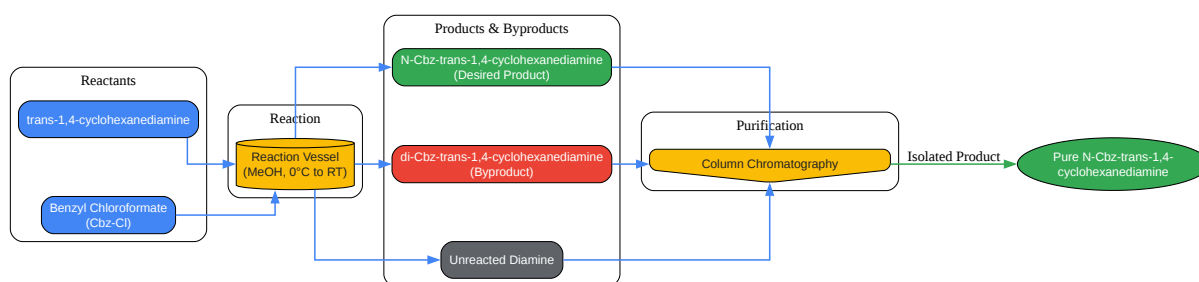 Reactants
trans-1,4-cyclohexanediamine
Benzyl Chloroformate
(Cbz-Cl)
Reaction
Reaction Vessel
(MeOH, 0°C to RT)
Products & Byproducts
N-Cbz-trans-1,4-cyclohexanediamine
(Desired Product)
di-Cbz-trans-1,4-cyclohexanediamine
(Byproduct)
Unreacted Diamine
Purification
Column Chromatography
Isolated Product
Pure N-Cbz-trans-1,4-
cyclohexanediamine